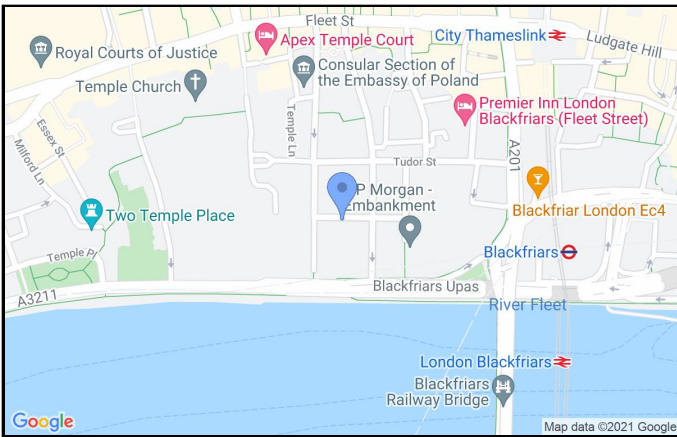 Fleet St
City Thameslink
Ludgate Hill
Apex Temple Court
Royal Courts of Justice
Consular Section of
the Embassy of Poland
Temple Church
Premier Inn London
Blackfriars (Fleet Street)
Essex St
Milford Ln
Temple Ln
Tudor St
A201
P Morgan -
Embankment
Blackfriar London Ec4
Two Temple Place
Temple Pl
Blackfriars
A3211
Blackfriars Upas
River Fleet
London Blackfriars
Blackfriars
Railway Bridge
Google
Map data ©2021 Google